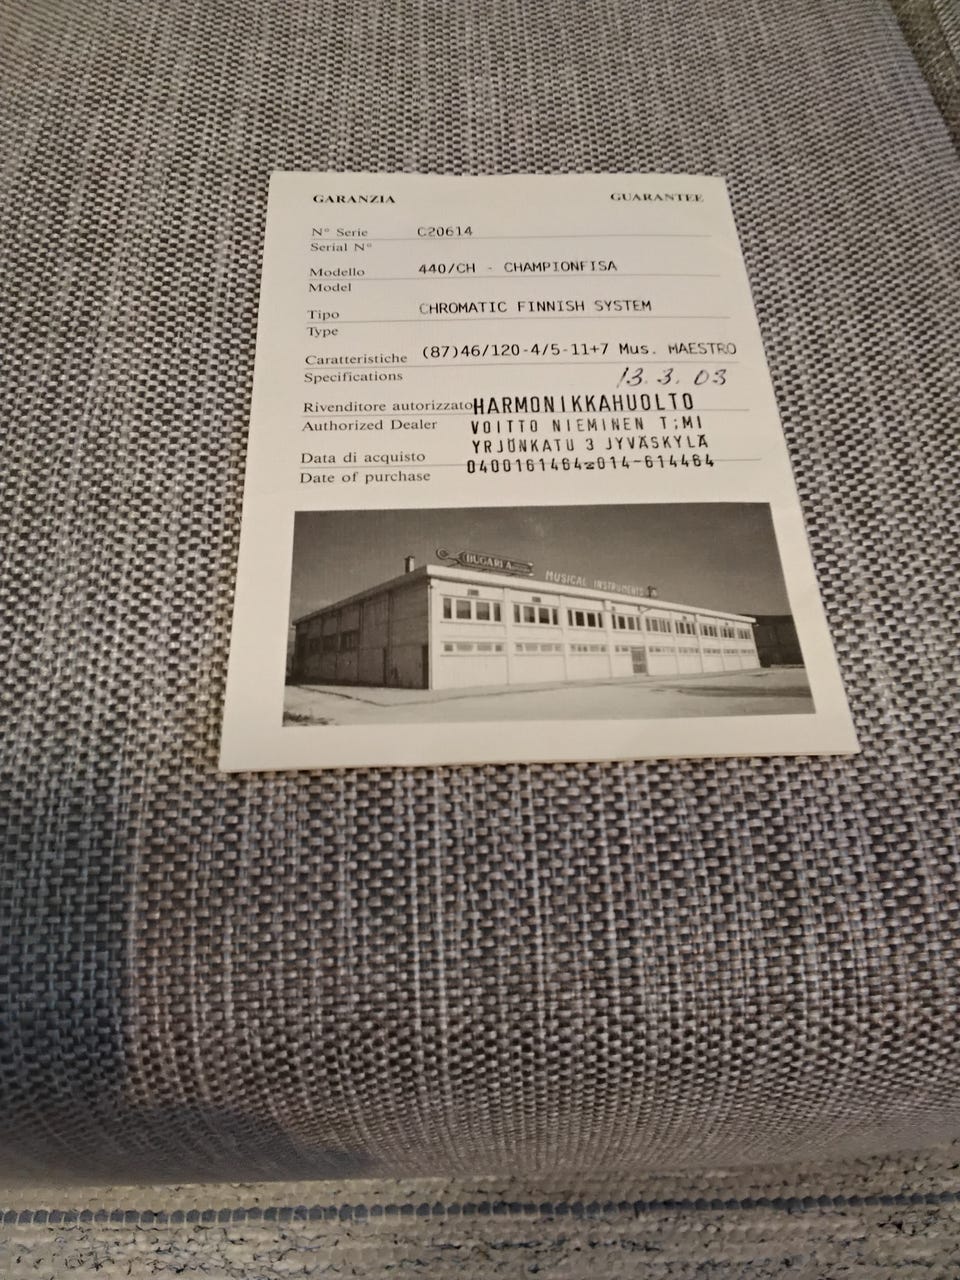 GARANZIA GUARANTEE
N° Serie C20614
Serial N°
Modello 440/CH - CHAMPIONFISA
Model
Tipo CHROMATIC FINNISH SYSTEM
Type
Caratteristiche (87)46/120-4/5-11+7 Mus. MAESTRO
Specifications 13.3.03
Rivenditore autorizzato HARMONIKKAHUOLTO
Authorized Dealer VOITTO NIEMINEN T:MI
YRJÖNKATU 3 JYVÄSKYLÄ
Data di acquisto 0400161464=014-614464
Date of purchase
BUGARI A.
MUSICAL INSTRUMENTS